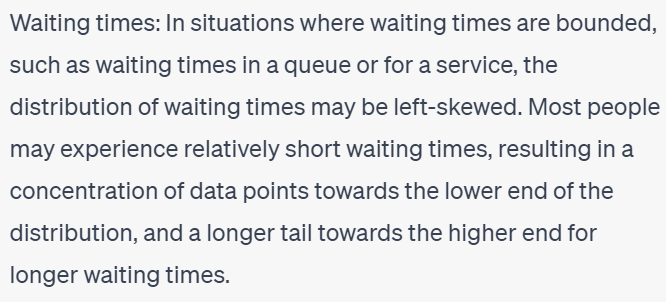 Waiting times: In situations where waiting times are bounded,
such as waiting times in a queue or for a service, the
distribution of waiting times may be left-skewed. Most people
may experience relatively short waiting times, resulting in a
concentration of data points towards the lower end of the
distribution, and a longer tail towards the higher end for
longer waiting times.